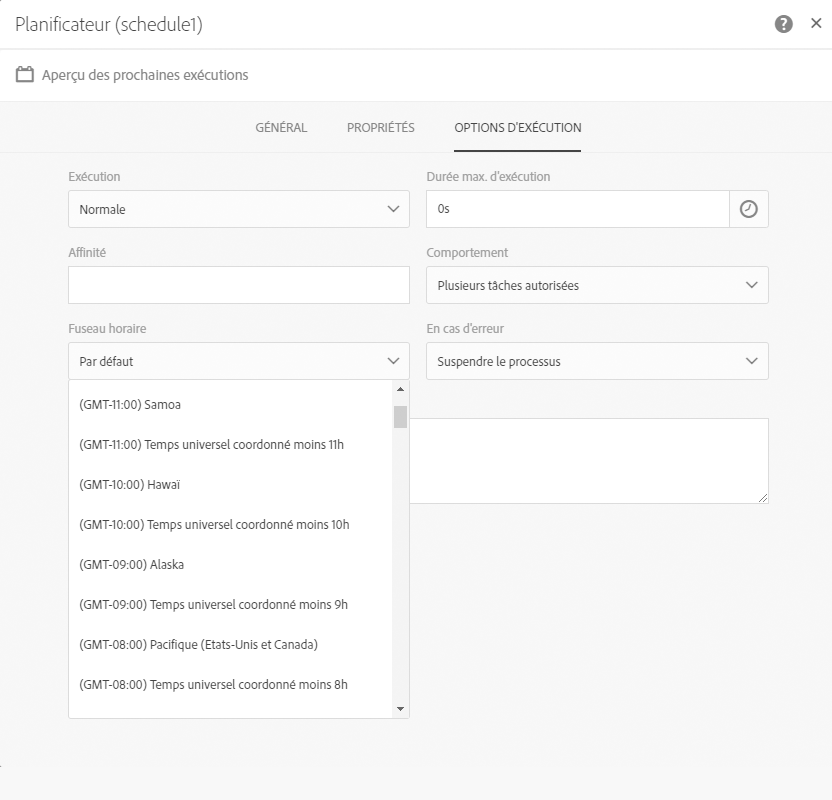 Planificateur (schedule1)
Aperçu des prochaines exécutions
GÉNÉRAL PROPRIÉTÉS OPTIONS D'EXÉCUTION
Exécution Durée max. d'exécution
Normale 0s
Affinité Comportement
Plusieurs tâches autorisées
Fuseau horaire En cas d'erreur
Par défaut Suspendre le processus
(GMT-11:00) Samoa
(GMT-11:00) Temps universel coordonné moins 11h
(GMT-10:00) Hawaï
(GMT-10:00) Temps universel coordonné moins 10h
(GMT-09:00) Alaska
(GMT-09:00) Temps universel coordonné moins 9h
(GMT-08:00) Pacifique (Etats-Unis et Canada)
(GMT-08:00) Temps universel coordonné moins 8h